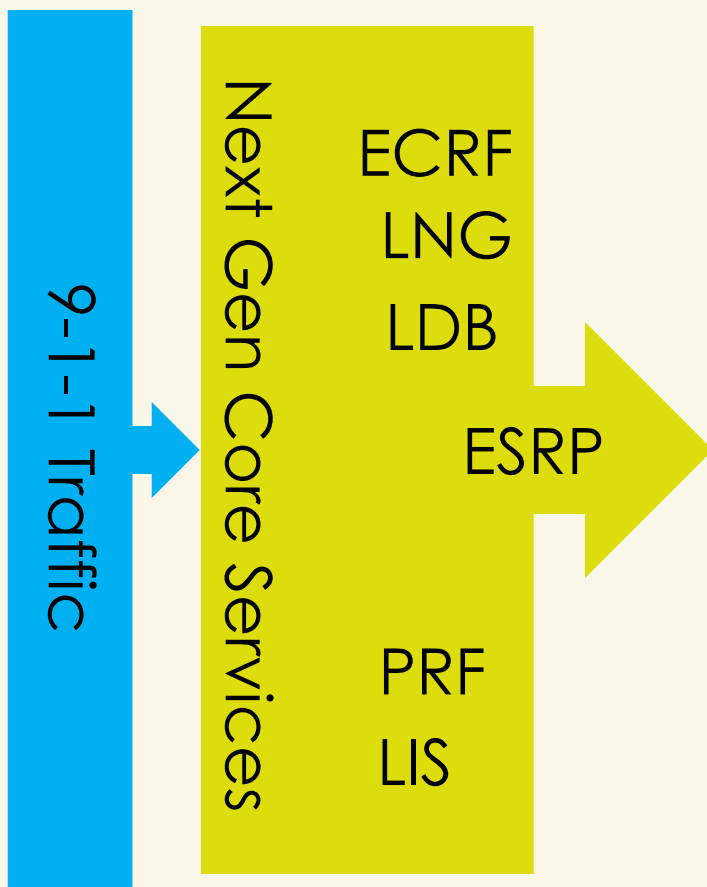 9-1-1 Traffic
Next Gen Core Services
ECRF
LNG
LDB
ESRP
PRF
LIS